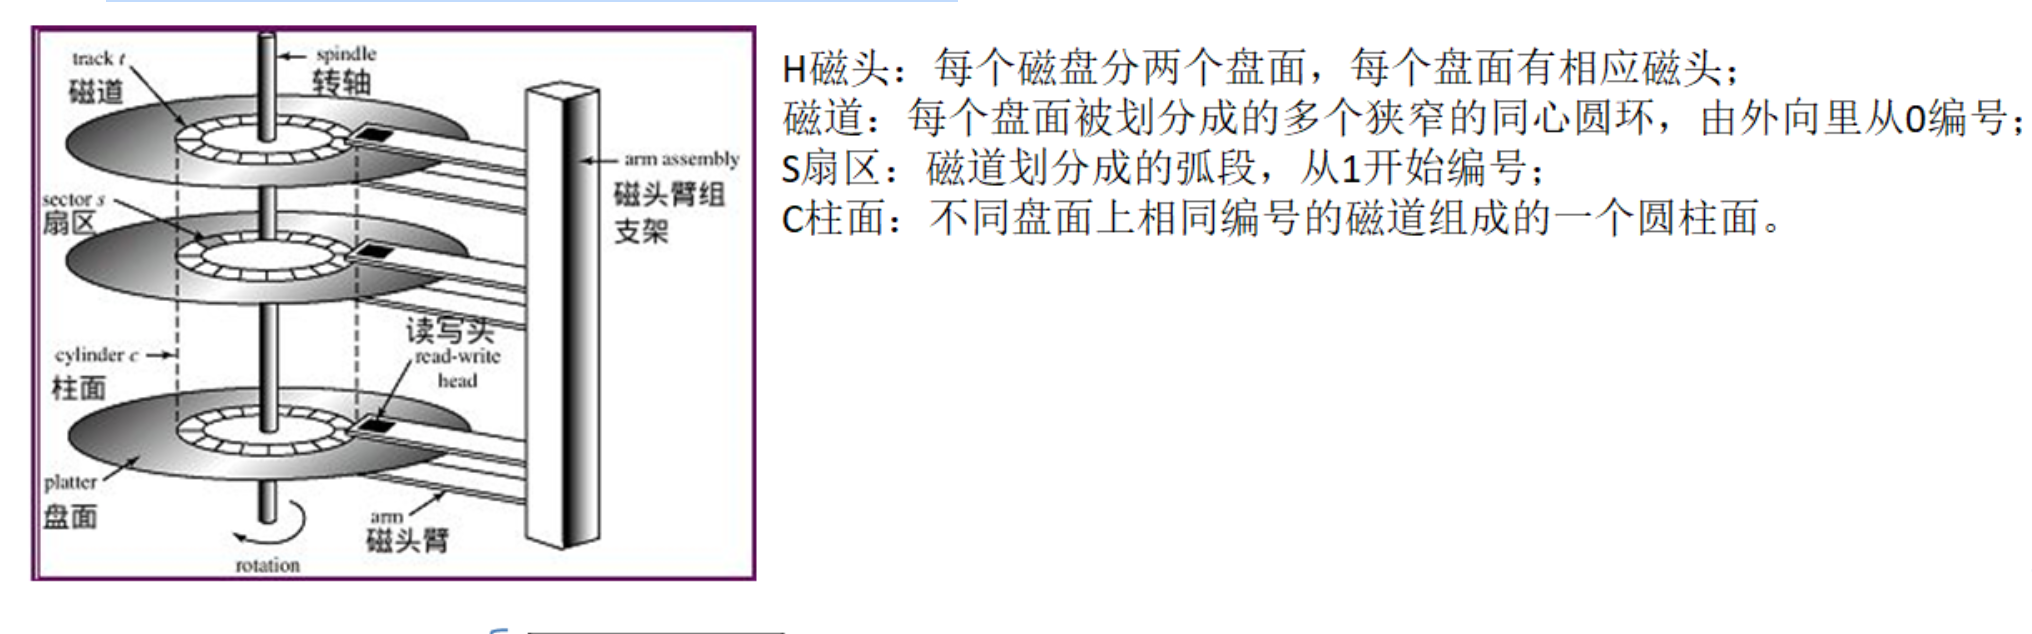 track t
磁道
spindle
转轴
arm assembly
磁头臂组
支架
sector s
扇区
读写头
read-write
head
cylinder c
柱面
platter
盘面
arm
磁头臂
rotation
H磁头：每个磁盘分两个盘面，每个盘面有相应磁头；
磁道：每个盘面被划分成的多个狭窄的同心圆环，由外向里从0编号；
S扇区：磁道划分成的弧段，从1开始编号；
C柱面：不同盘面上相同编号的磁道组成的一个圆柱面。